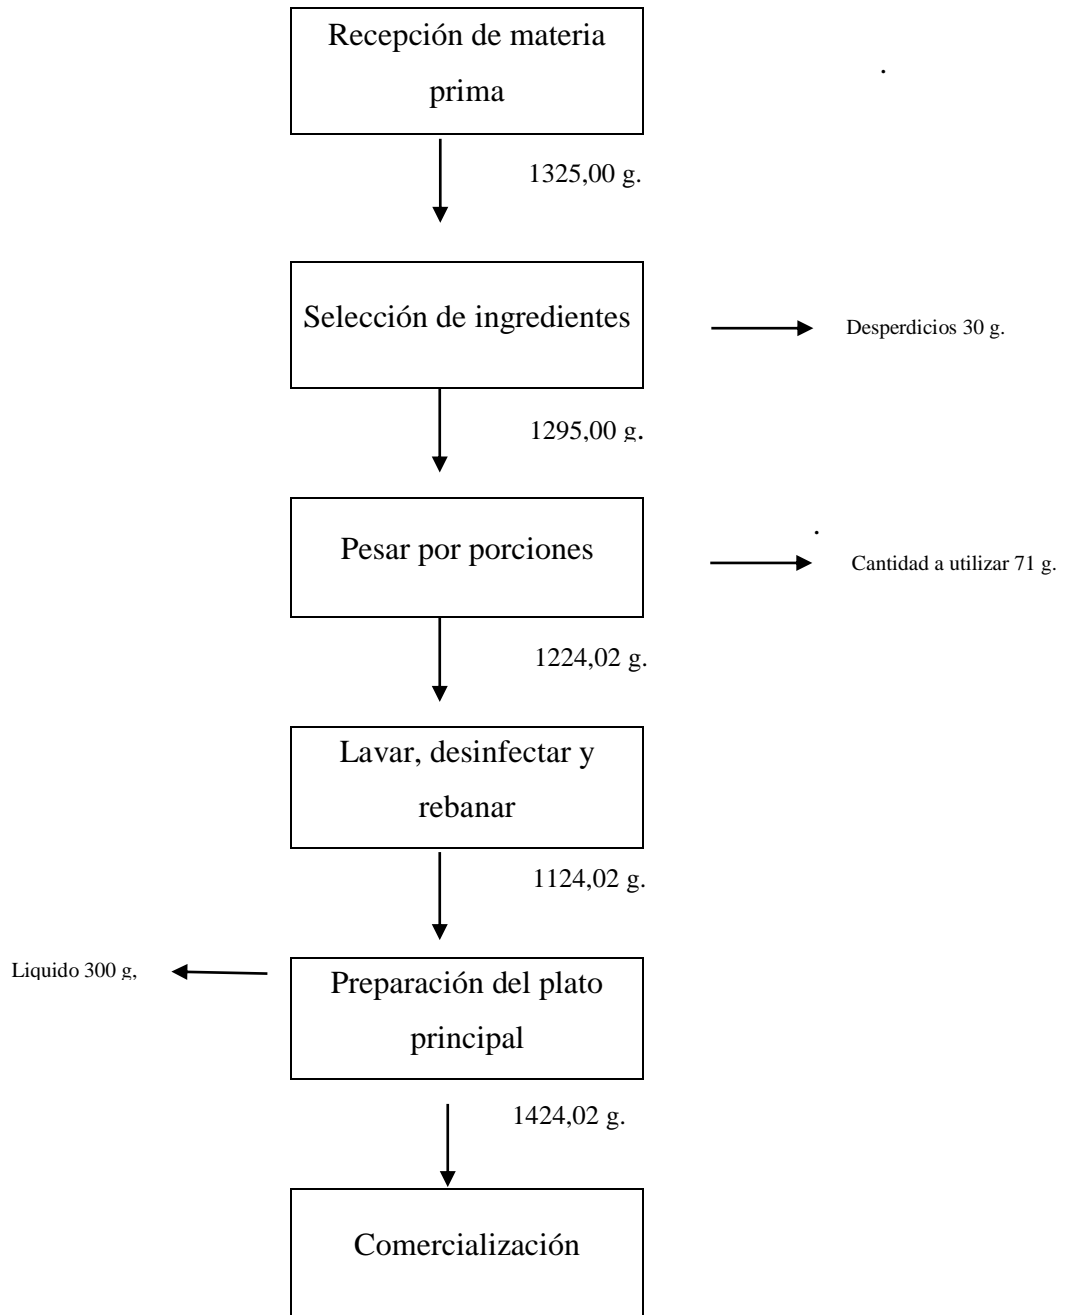 Recepción de materia
prima
.
1325,00 g.
Selección de ingredientes
Desperdicios 30 g.
1295,00 g.
Pesar por porciones
.
Cantidad a utilizar 71 g.
1224,02 g.
Lavar, desinfectar y
rebanar
1124,02 g.
Liquido 300 g,
Preparación del plato
principal
1424,02 g.
Comercialización